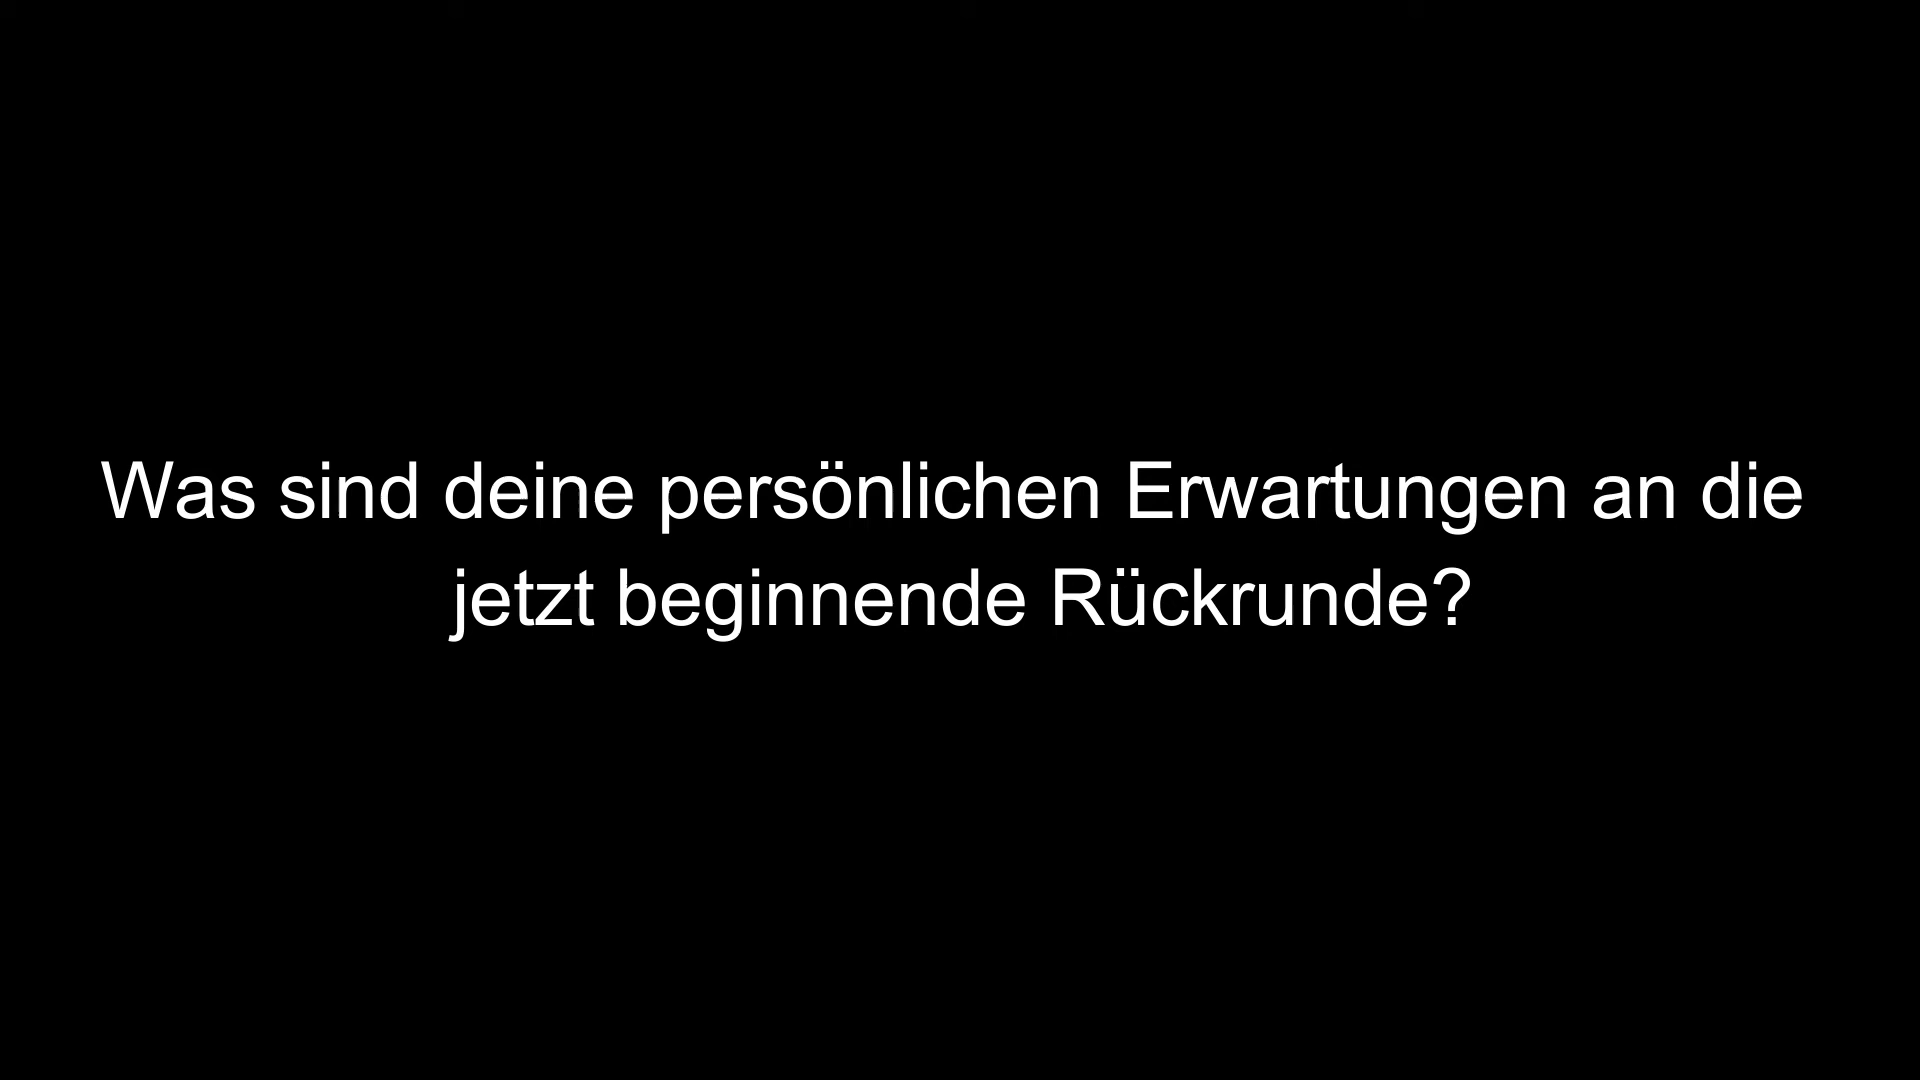 Was sind deine persönlichen Erwartungen an die
jetzt beginnende Rückrunde?